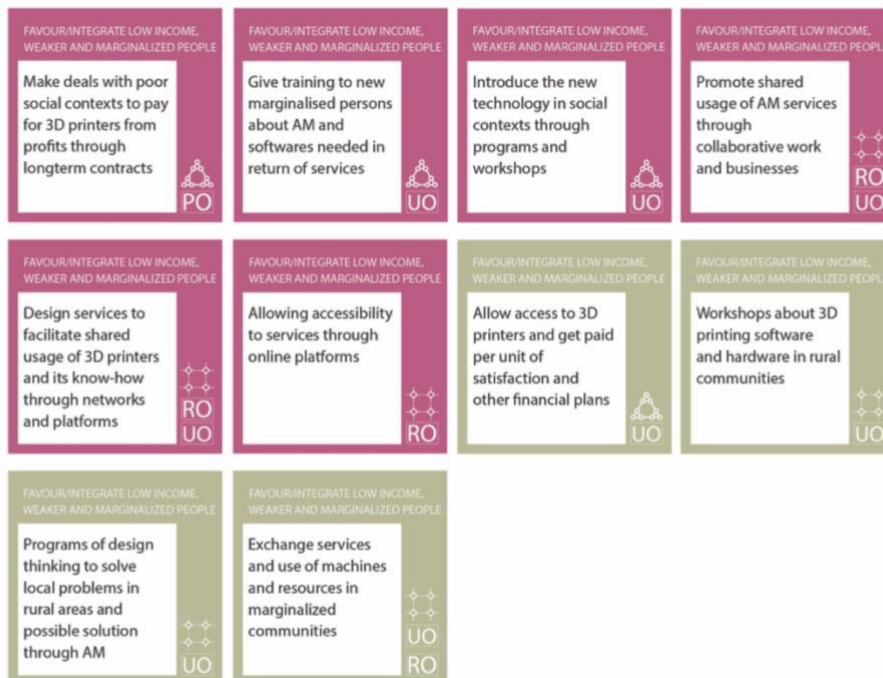 FAVOUR/INTEGRATE LOW INCOME,
WEAKER AND MARGINALIZED PEOPLE
Make deals with poor
social contexts to pay
for 3D printers from
profits through
longterm contracts
PO
FAVOUR/INTEGRATE LOW INCOME,
WEAKER AND MARGINALIZED PEOPLE
Give training to new
marginalised persons
about AM and
softwares needed in
return of services
UO
FAVOUR/INTEGRATE LOW INCOME,
WEAKER AND MARGINALIZED PEOPLE
Introduce the new
technology in social
contexts through
programs and
workshops
UO
FAVOUR/INTEGRATE LOW INCOME,
WEAKER AND MARGINALIZED PEOPLE
Promote shared
usage of AM services
through
collaborative work
and businesses
RO
UO
FAVOUR/INTEGRATE LOW INCOME,
WEAKER AND MARGINALIZED PEOPLE
Design services to
facilitate shared
usage of 3D printers
and its know-how
through networks
and platforms
RO
UO
FAVOUR/INTEGRATE LOW INCOME,
WEAKER AND MARGINALIZED PEOPLE
Allowing accessibility
to services through
online platforms
RO
FAVOUR/INTEGRATE LOW INCOME,
WEAKER AND MARGINALIZED PEOPLE
Allow access to 3D
printers and get paid
per unit of
satisfaction and
other financial plans
UO
FAVOUR/INTEGRATE LOW INCOME,
WEAKER AND MARGINALIZED PEOPLE
Workshops about 3D
printing software
and hardware in rural
communities
UO
FAVOUR/INTEGRATE LOW INCOME,
WEAKER AND MARGINALIZED PEOPLE
Programs of design
thinking to solve
local problems in
rural areas and
possible solution
through AM
UO
FAVOUR/INTEGRATE LOW INCOME,
WEAKER AND MARGINALIZED PEOPLE
Exchange services
and use of machines
and resources in
marginalized
communities
UO
RO